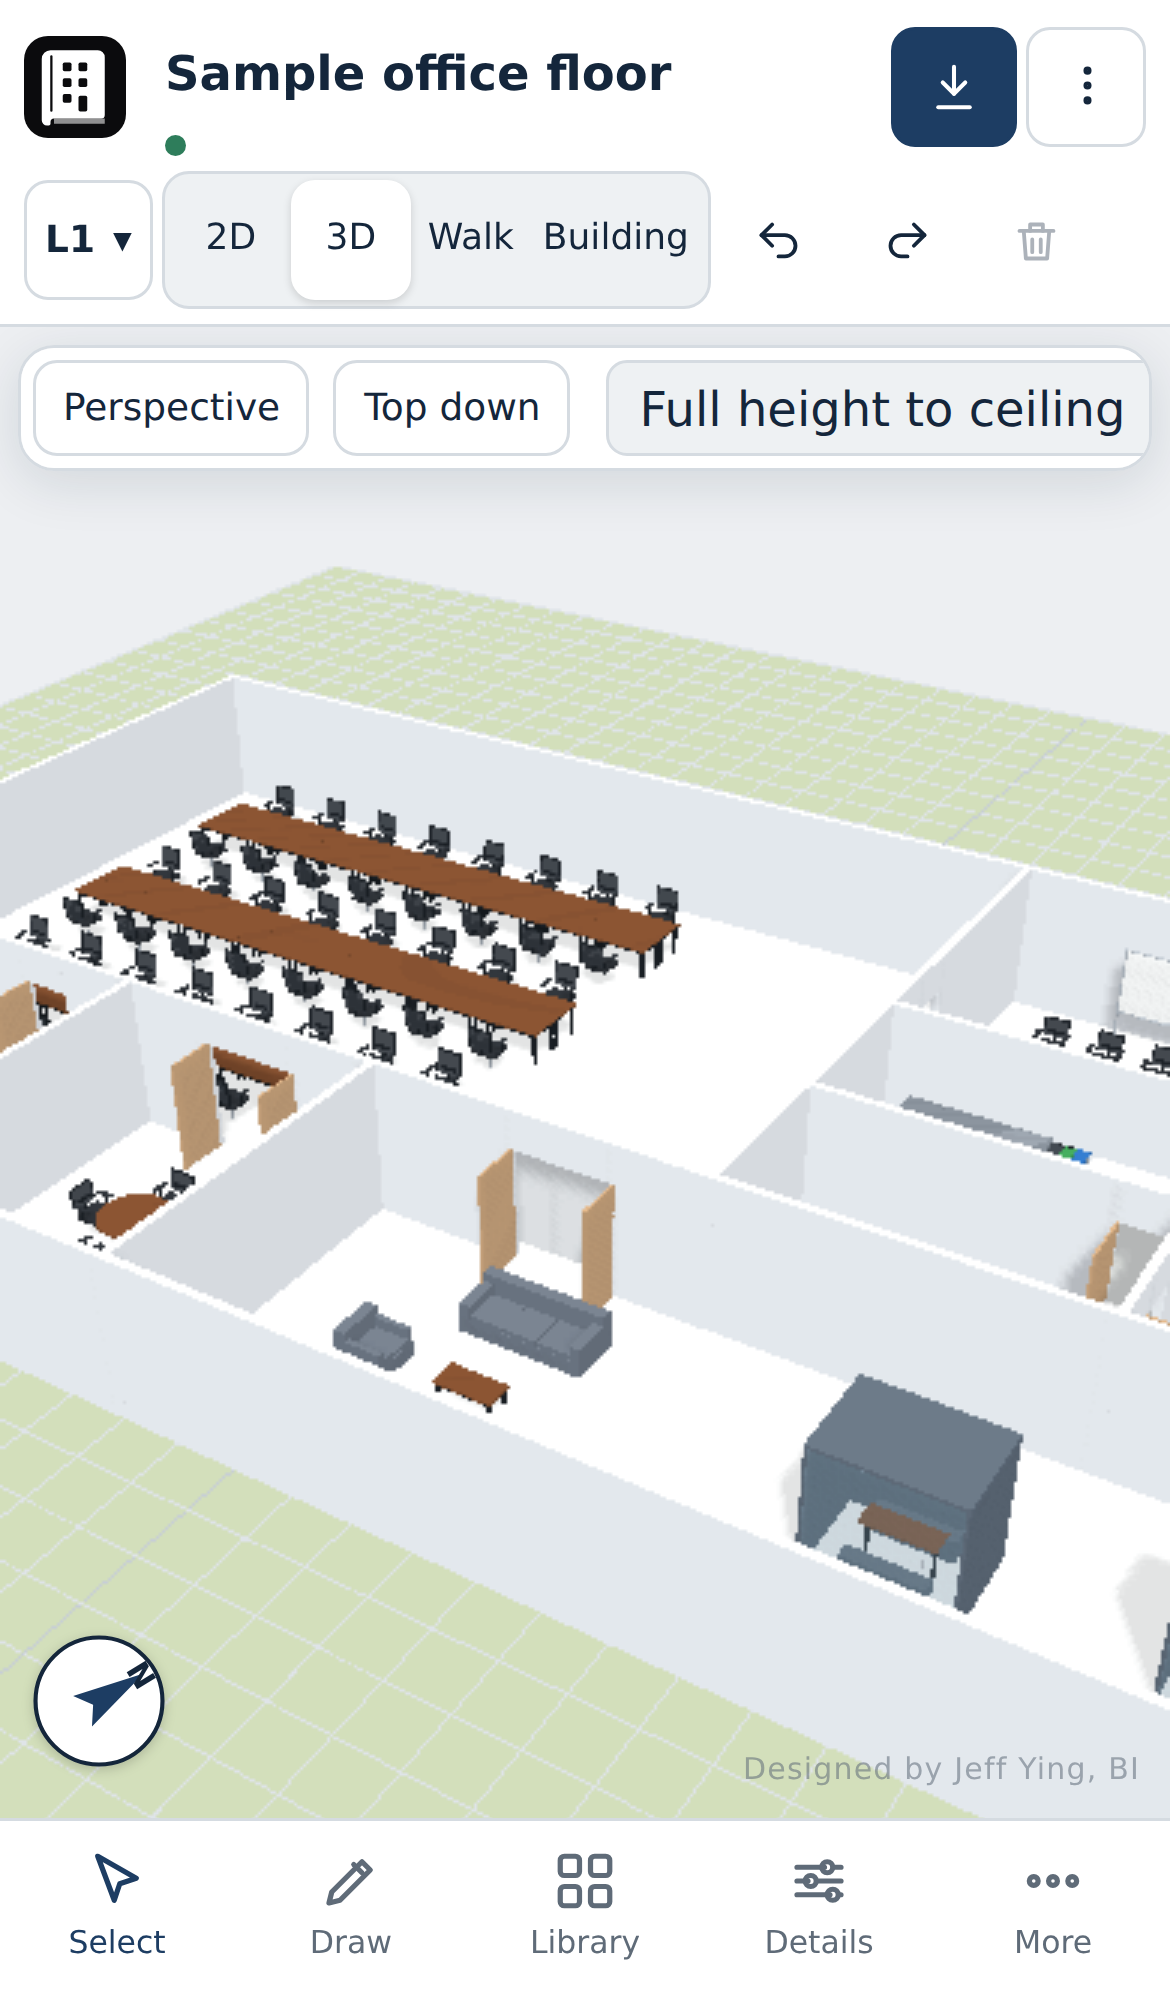 Sample office floor
L1 ▼
2D
3D
Walk
Building
Perspective
Top down
Full height to ceiling
N
Designed by Jeff Ying, BI
Select
Draw
Library
Details
More